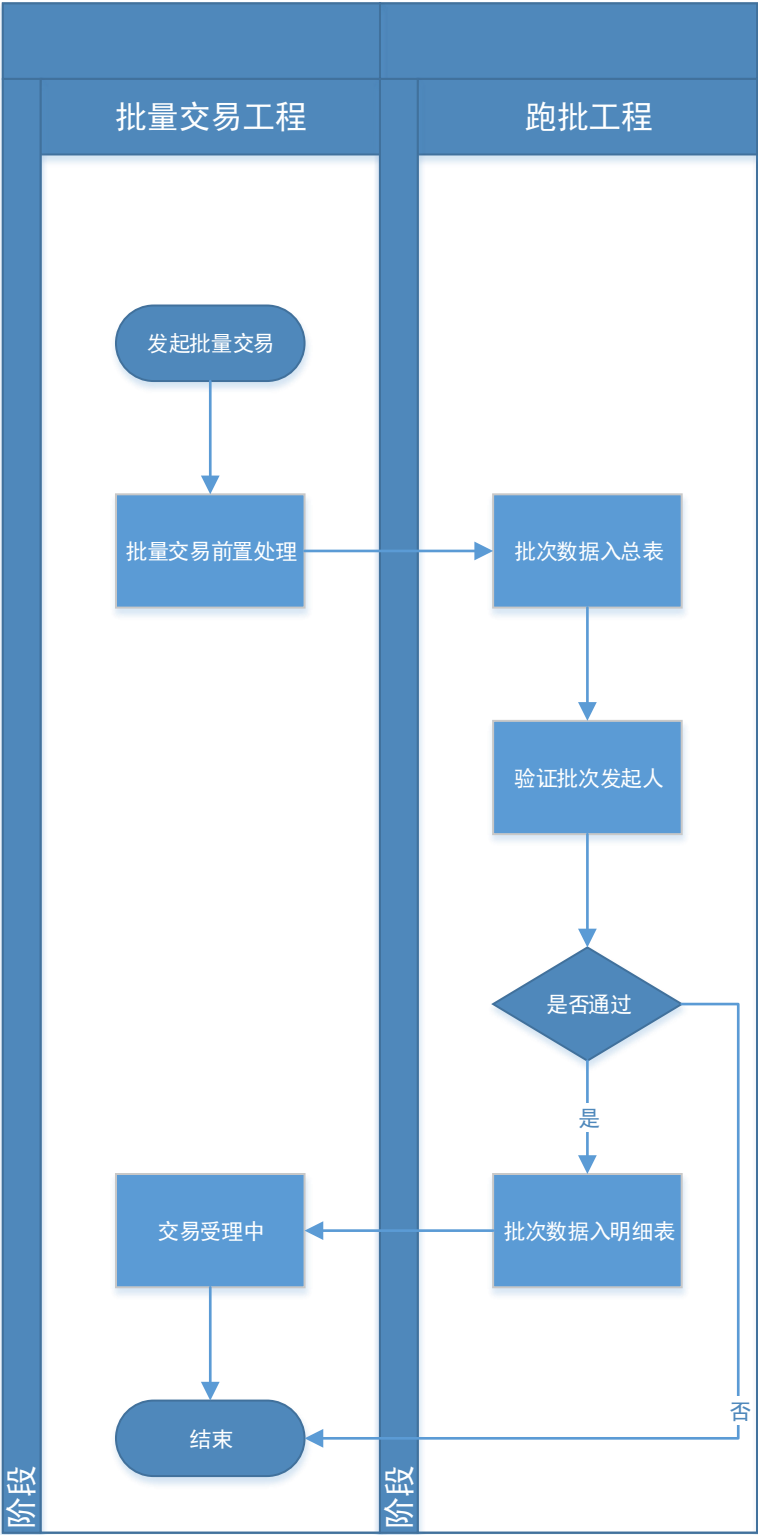 批量交易工程
跑批工程
发起批量交易
批量交易前置处理
批次数据入总表
验证批次发起人
是否通过
是
交易受理中
批次数据入明细表
否
结束
阶段
阶段